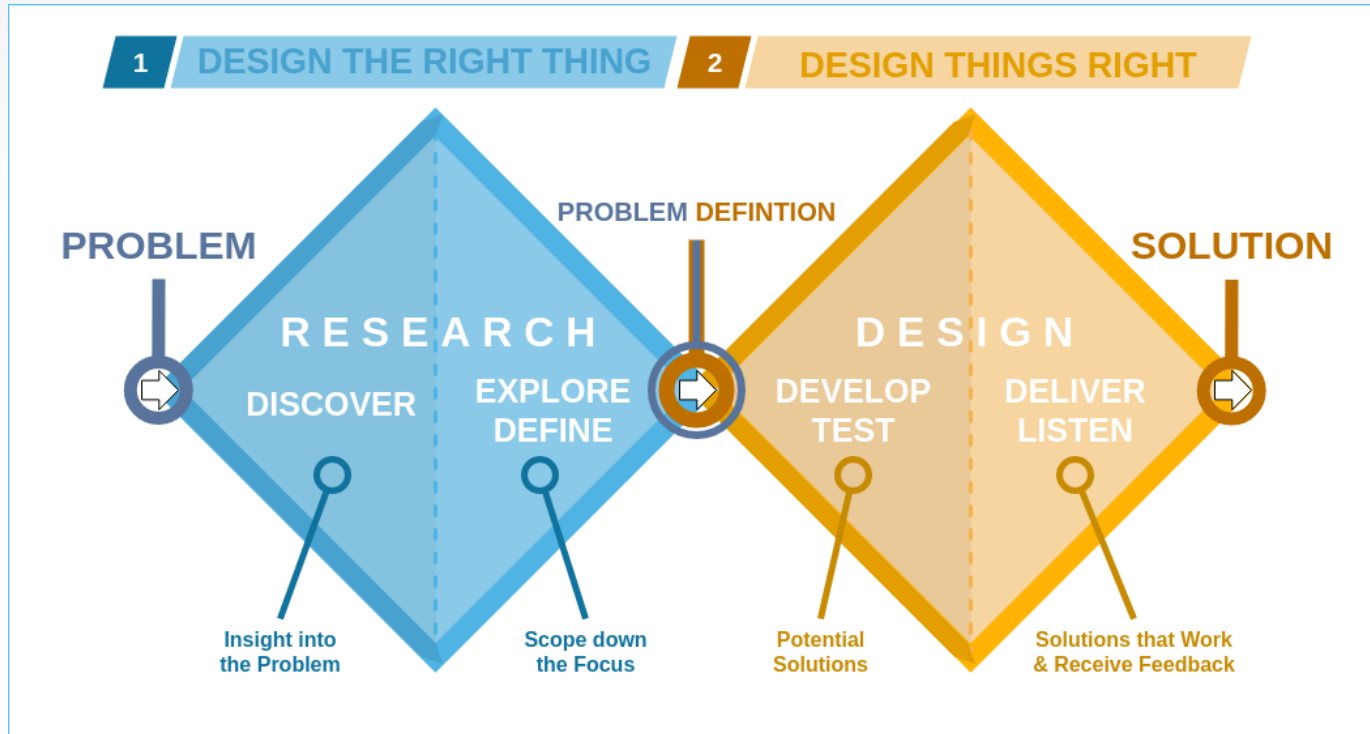 1 DESIGN THE RIGHT THING
2 DESIGN THINGS RIGHT
PROBLEM
PROBLEM DEFINTION
SOLUTION
RESEARCH
DISCOVER
EXPLORE
DEFINE
DESIGN
DEVELOP
TEST
DELIVER
LISTEN
Insight into
the Problem
Scope down
the Focus
Potential
Solutions
Solutions that Work
& Receive Feedback